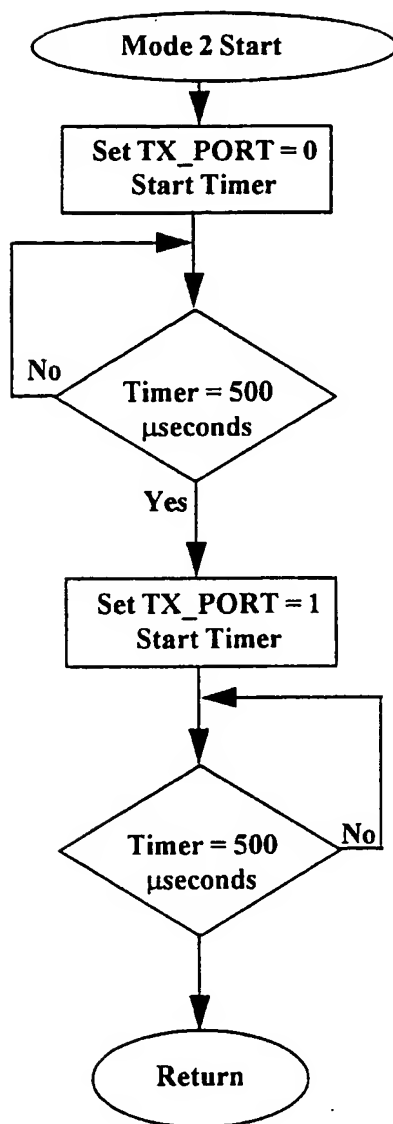 Mode 2 Start
Set TX_PORT = 0
Start Timer
No
Timer = 500
μseconds
Yes
Set TX_PORT = 1
Start Timer
Timer = 500
μseconds
No
Return